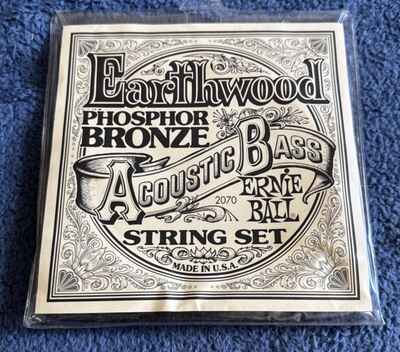 Earthwood
PHOSPHOR
BRONZE
ACOUSTIC BASS
2070
ERNIE
BALL
STRING SET
MADE IN U.S.A.